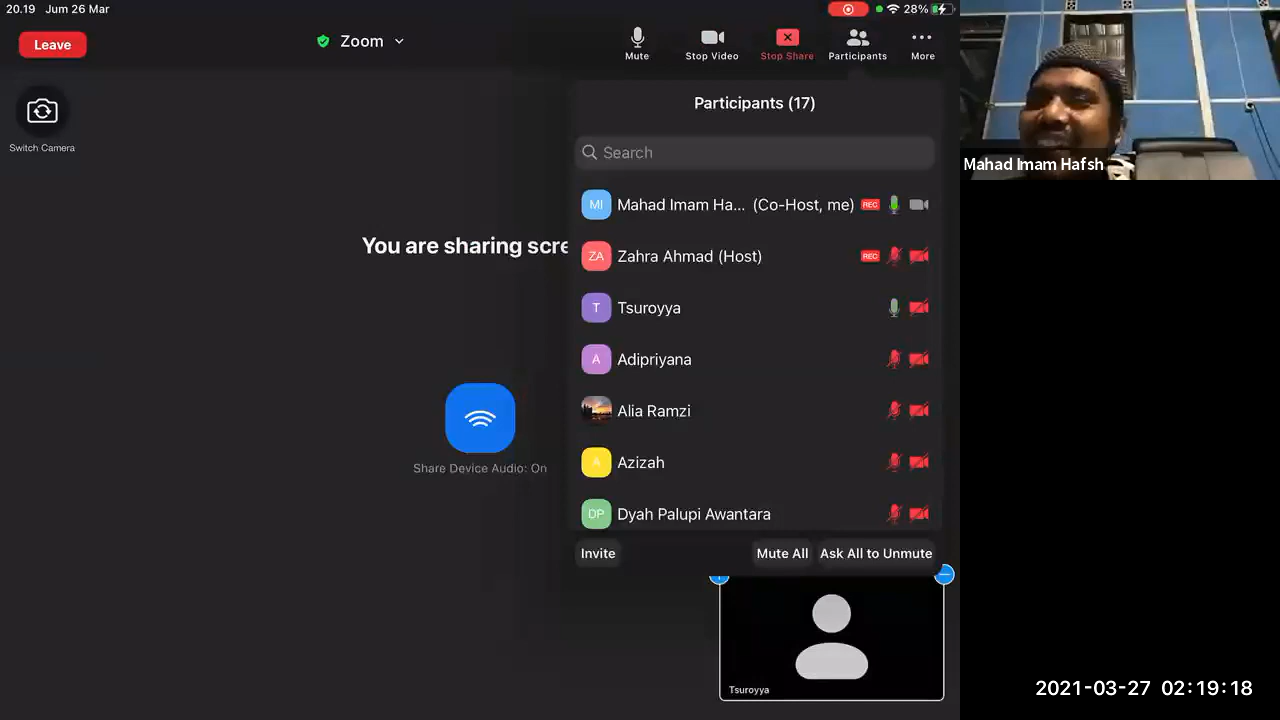 20.19 Jum 26 Mar
28%
Leave
Zoom
Mute
Stop Video
Stop Share
Participants
More
Switch Camera
Participants (17)
Search
MI Mahad Imam Ha... (Co-Host, me) REC
ZA Zahra Ahmad (Host) REC
T Tsuroyya
A Adipriyana
Alia Ramzi
A Azizah
DP Dyah Palupi Awantara
You are sharing scre
Share Device Audio: On
Invite
Mute All
Ask All to Unmute
Tsuroyya
Mahad Imam Hafsh
2021-03-27 02:19:18